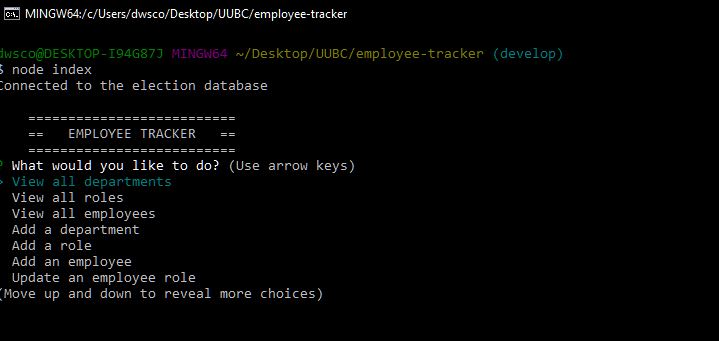 MINGW64:/c/Users/dwsco/Desktop/UUBC/employee-tracker
dwsco@DESKTOP-I94G87J MINGW64 ~/Desktop/UUBC/employee-tracker (develop)
$ node index
Connected to the election database
==========================
==   EMPLOYEE TRACKER   ==
==========================
? What would you like to do? (Use arrow keys)
> View all departments
View all roles
View all employees
Add a department
Add a role
Add an employee
Update an employee role
(Move up and down to reveal more choices)